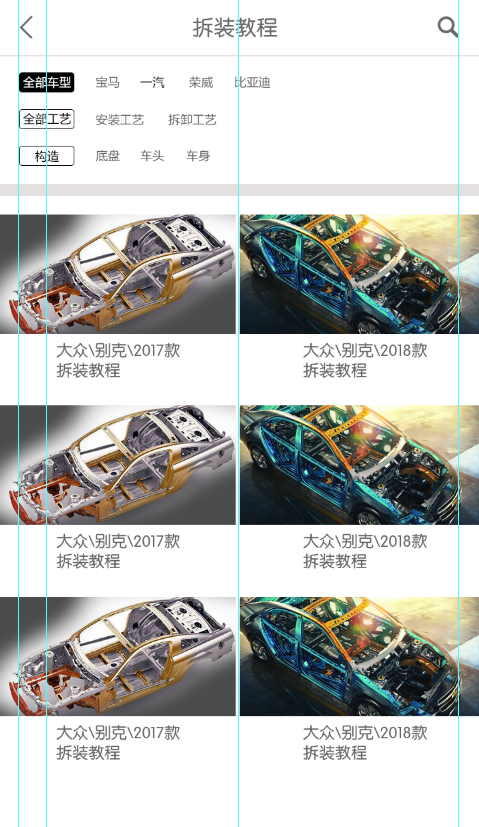 拆装教程
全部车型 宝马 一汽 荣威 比亚迪
全部工艺 安装工艺 拆卸工艺
构造 底盘 车头 车身
大众\别克\2017款 大众\别克\2018款
拆装教程 拆装教程
大众\别克\2017款 大众\别克\2018款
拆装教程 拆装教程
大众\别克\2017款 大众\别克\2018款
拆装教程 拆装教程